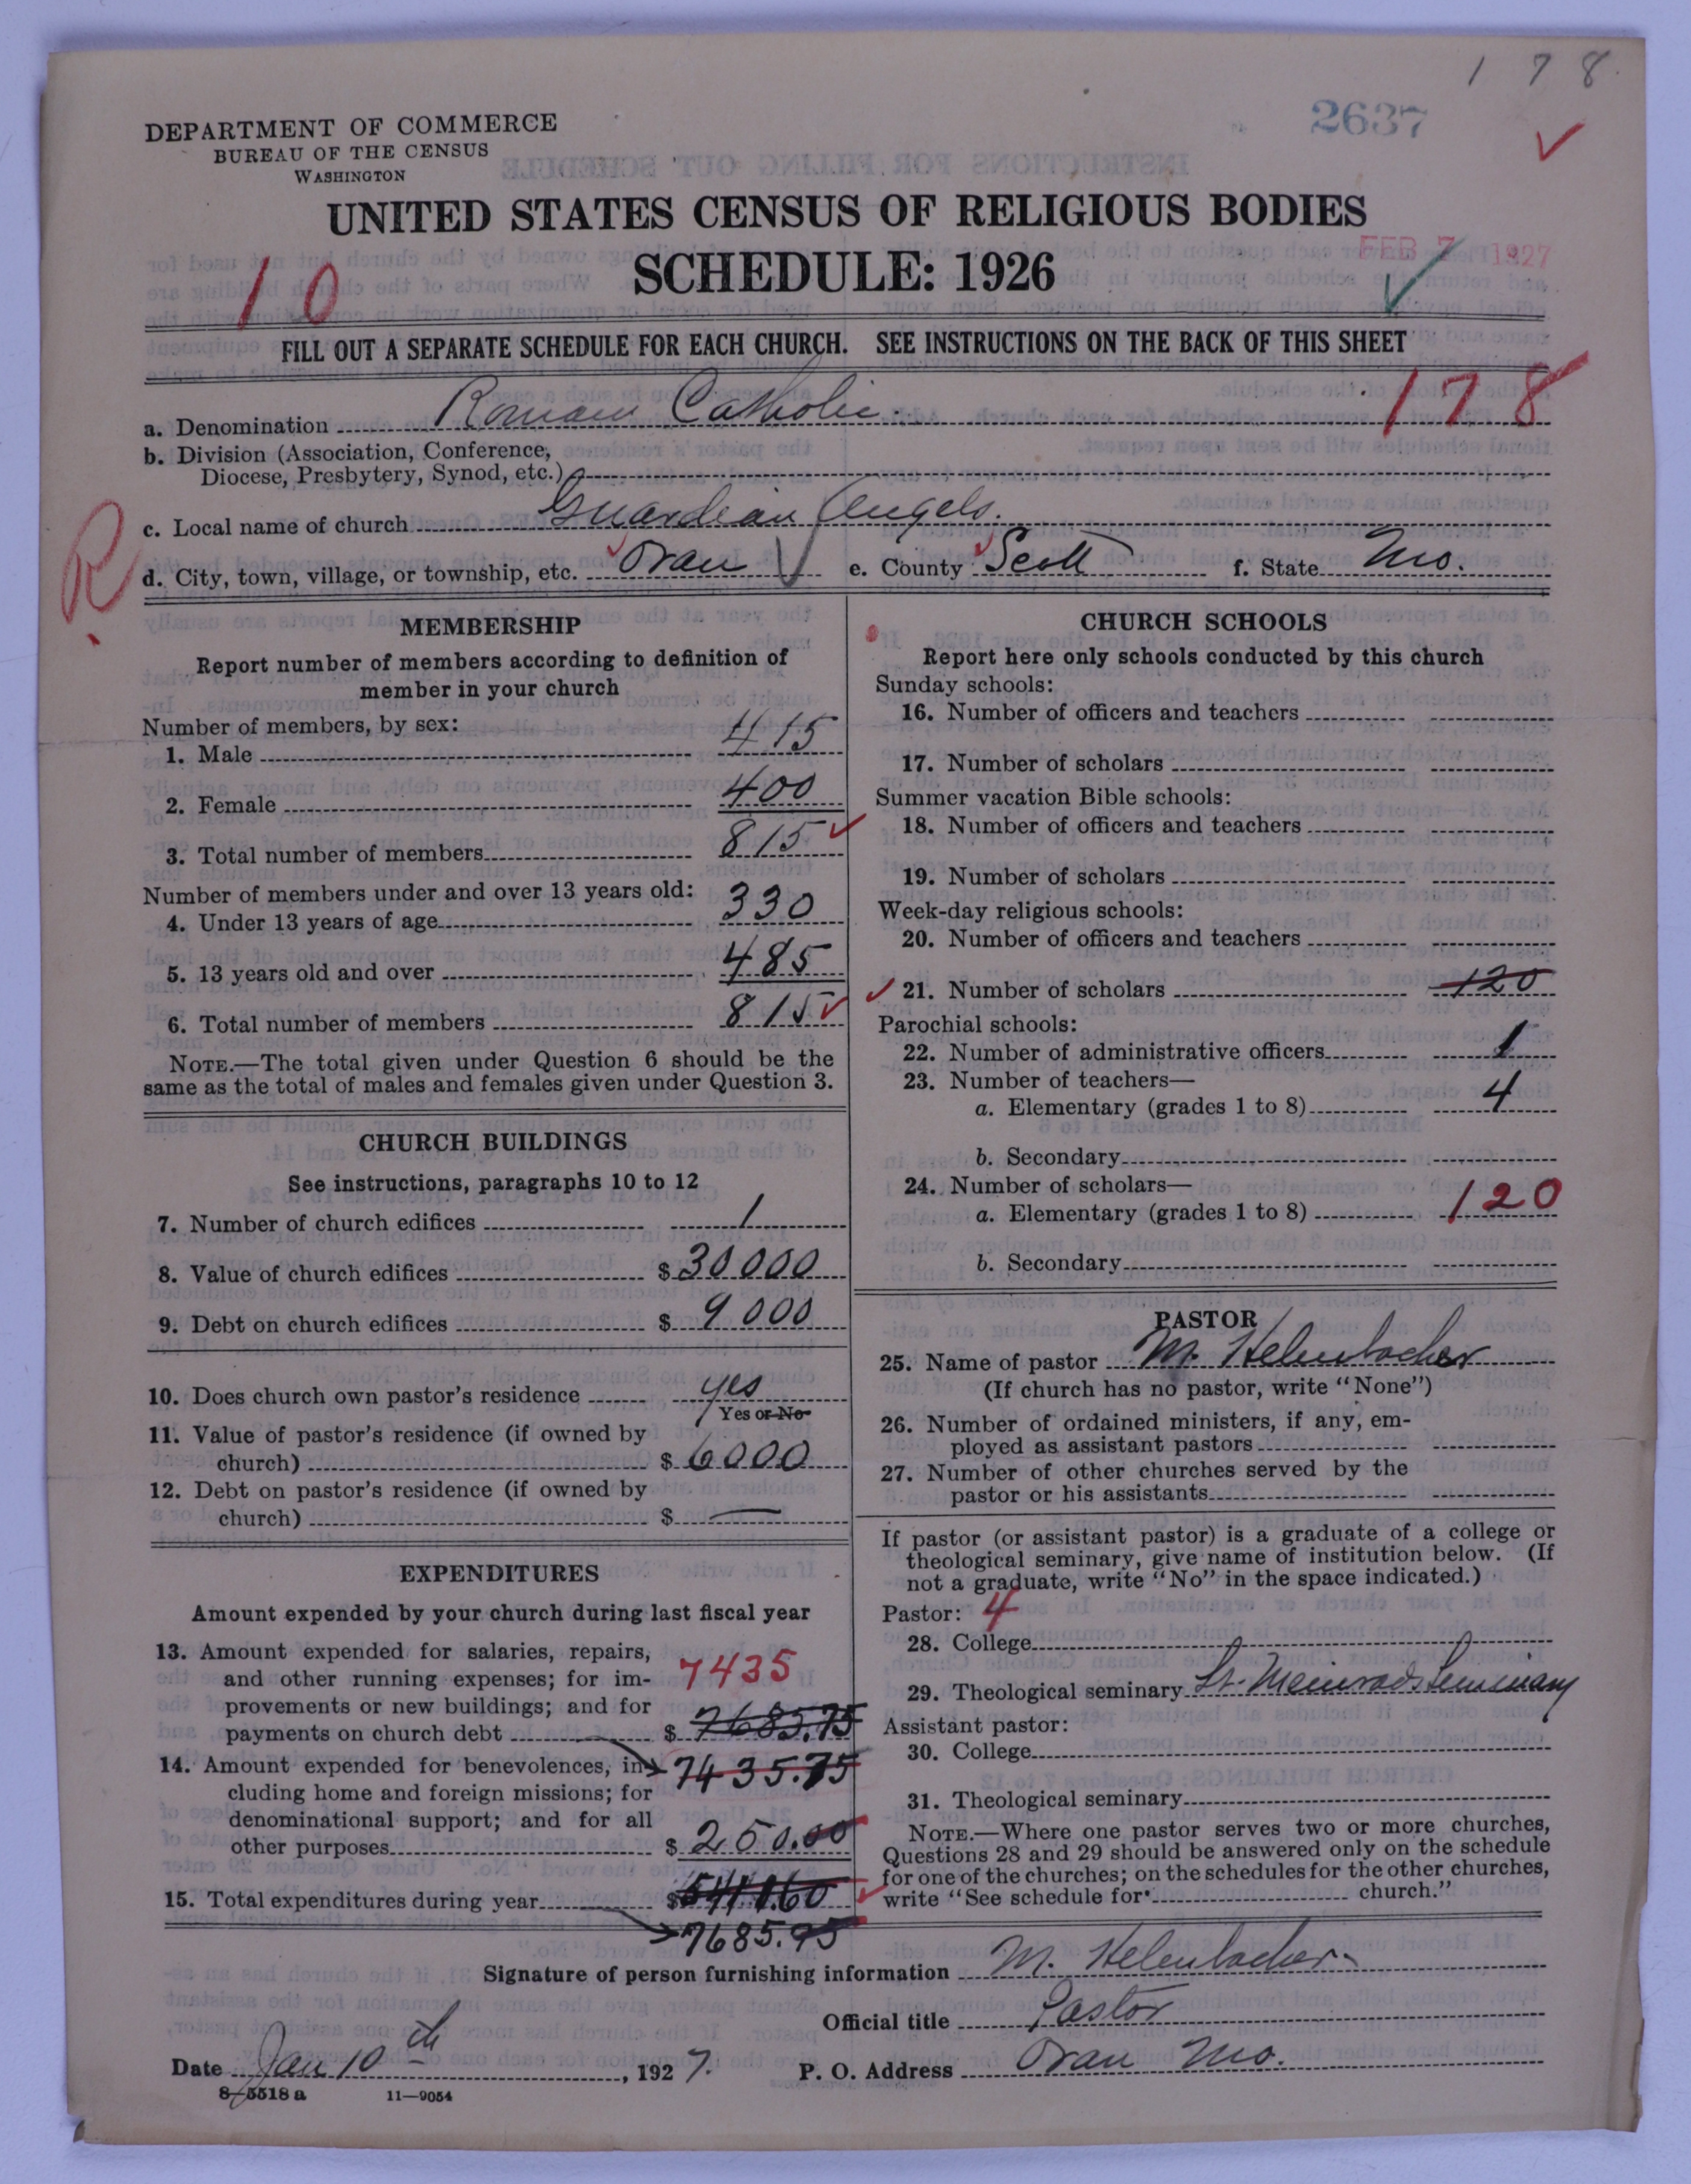 1 7 8
DEPARTMENT OF COMMERCE
BUREAU OF THE CENSUS
WASHINGTON
2637
UNITED STATES CENSUS OF RELIGIOUS BODIES
SCHEDULE: 1926
FEB 7 1927
10
FILL OUT A SEPARATE SCHEDULE FOR EACH CHURCH. SEE INSTRUCTIONS ON THE BACK OF THIS SHEET
178
a. Denomination Roman Catholic.
b. Division (Association, Conference,
Diocese, Presbytery, Synod, etc.)
c. Local name of church Guardian Angels.
R
d. City, town, village, or township, etc. Oran e. County Scott f. State Mo.
MEMBERSHIP
Report number of members according to definition of
member in your church
Number of members, by sex:
1. Male 415
2. Female 400
3. Total number of members 815
Number of members under and over 13 years old:
4. Under 13 years of age 330
5. 13 years old and over 485
6. Total number of members 815
NOTE.—The total given under Question 6 should be the
same as the total of males and females given under Question 3.
CHURCH BUILDINGS
See instructions, paragraphs 10 to 12
7. Number of church edifices 1
8. Value of church edifices $ 30000
9. Debt on church edifices $ 9000
10. Does church own pastor's residence yes
Yes or No
11. Value of pastor's residence (if owned by
church) $ 6000
12. Debt on pastor's residence (if owned by
church) $ —
EXPENDITURES
Amount expended by your church during last fiscal year
13. Amount expended for salaries, repairs,
and other running expenses; for im- 7435
provements or new buildings; and for
payments on church debt $ 7685.75
14. Amount expended for benevolences, in- 7435.75
cluding home and foreign missions; for
denominational support; and for all
other purposes $ 250.00
15. Total expenditures during year $
7685.95
CHURCH SCHOOLS
Report here only schools conducted by this church
Sunday schools:
16. Number of officers and teachers
17. Number of scholars
Summer vacation Bible schools:
18. Number of officers and teachers
19. Number of scholars
Week-day religious schools:
20. Number of officers and teachers
21. Number of scholars 120
Parochial schools:
22. Number of administrative officers 1
23. Number of teachers—
a. Elementary (grades 1 to 8) 4
b. Secondary
24. Number of scholars—
a. Elementary (grades 1 to 8) 120
b. Secondary
PASTOR
25. Name of pastor M. Helmbacher
(If church has no pastor, write "None")
26. Number of ordained ministers, if any, em-
ployed as assistant pastors
27. Number of other churches served by the
pastor or his assistants
If pastor (or assistant pastor) is a graduate of a college or
theological seminary, give name of institution below. (If
not a graduate, write "No" in the space indicated.)
Pastor: 4
28. College
29. Theological seminary St. Meinrads Seminary
Assistant pastor:
30. College
31. Theological seminary
NOTE.—Where one pastor serves two or more churches,
Questions 28 and 29 should be answered only on the schedule
for one of the churches; on the schedules for the other churches,
write "See schedule for church."
Signature of person furnishing information M. Helmbacher
Official title Pastor
Date Jan 10th, 1927. P. O. Address Oran Mo.
8-5518 a 11—9054